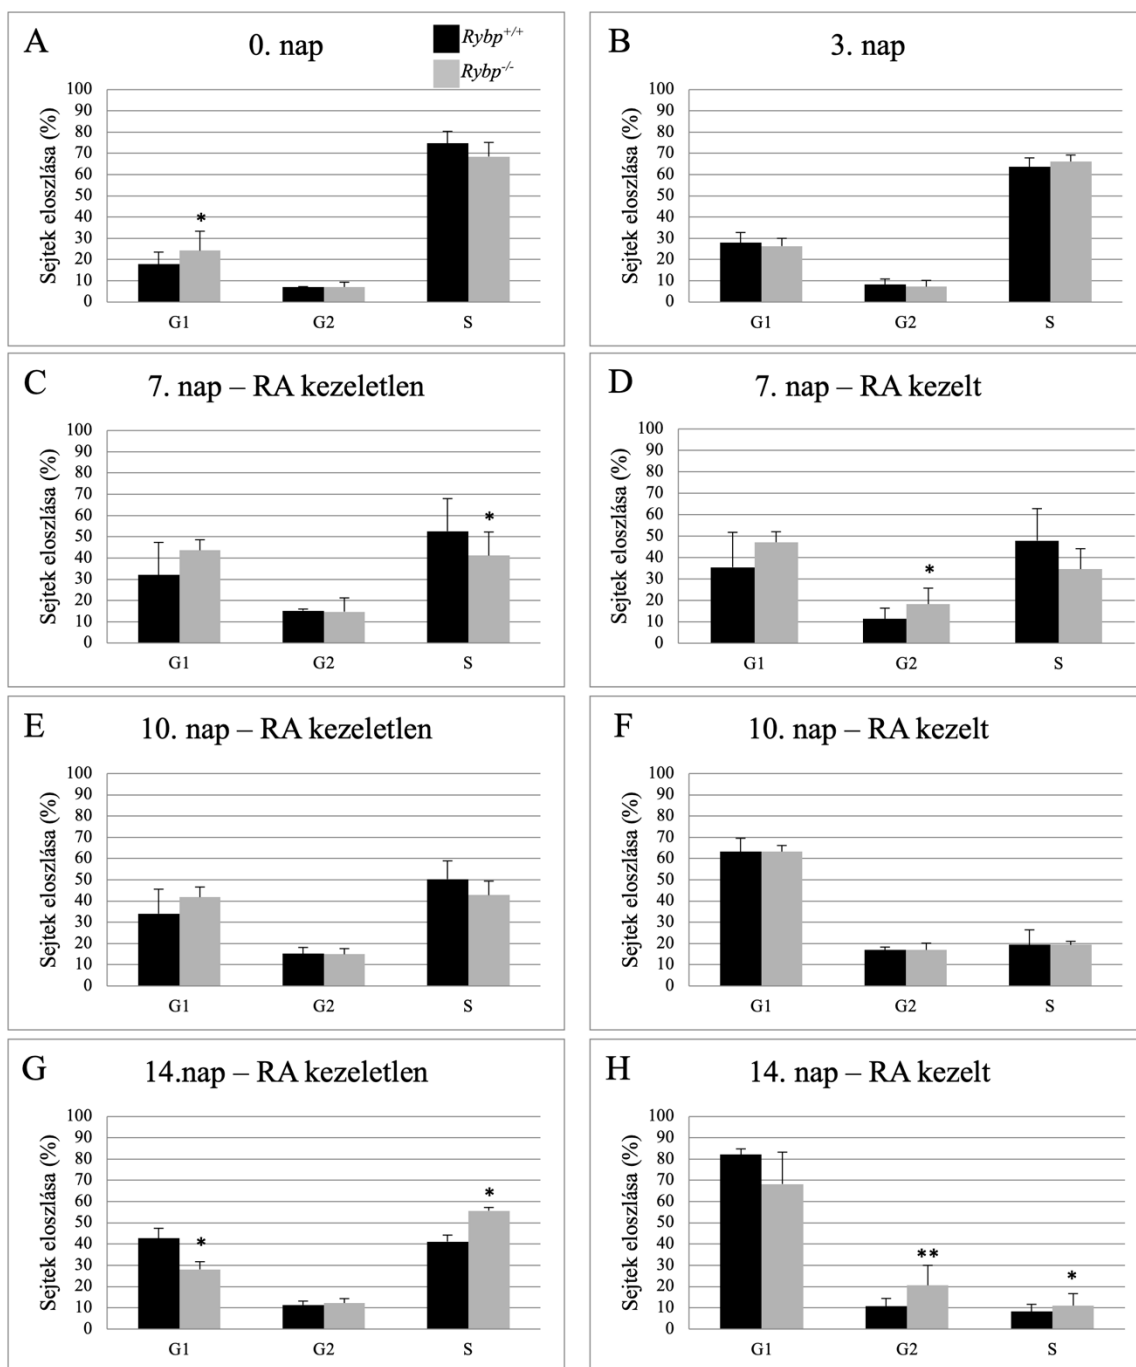 A
0. nap
Rybp+/+
Rybp-/-
Sejtek eloszlása (%)
100
90
80
70
60
50
40
30
20
10
0
*
G1 G2 S
B
3. nap
Sejtek eloszlása (%)
100
90
80
70
60
50
40
30
20
10
0
G1 G2 S
C
7. nap – RA kezeletlen
Sejtek eloszlása (%)
100
90
80
70
60
50
40
30
20
10
0
*
G1 G2 S
D
7. nap – RA kezelt
Sejtek eloszlása (%)
100
90
80
70
60
50
40
30
20
10
0
*
G1 G2 S
E
10. nap – RA kezeletlen
Sejtek eloszlása (%)
100
90
80
70
60
50
40
30
20
10
0
G1 G2 S
F
10. nap – RA kezelt
Sejtek eloszlása (%)
100
90
80
70
60
50
40
30
20
10
0
G1 G2 S
G
14.nap – RA kezeletlen
Sejtek eloszlása (%)
100
90
80
70
60
50
40
30
20
10
0
* *
G1 G2 S
H
14. nap – RA kezelt
Sejtek eloszlása (%)
100
90
80
70
60
50
40
30
20
10
0
** *
G1 G2 S